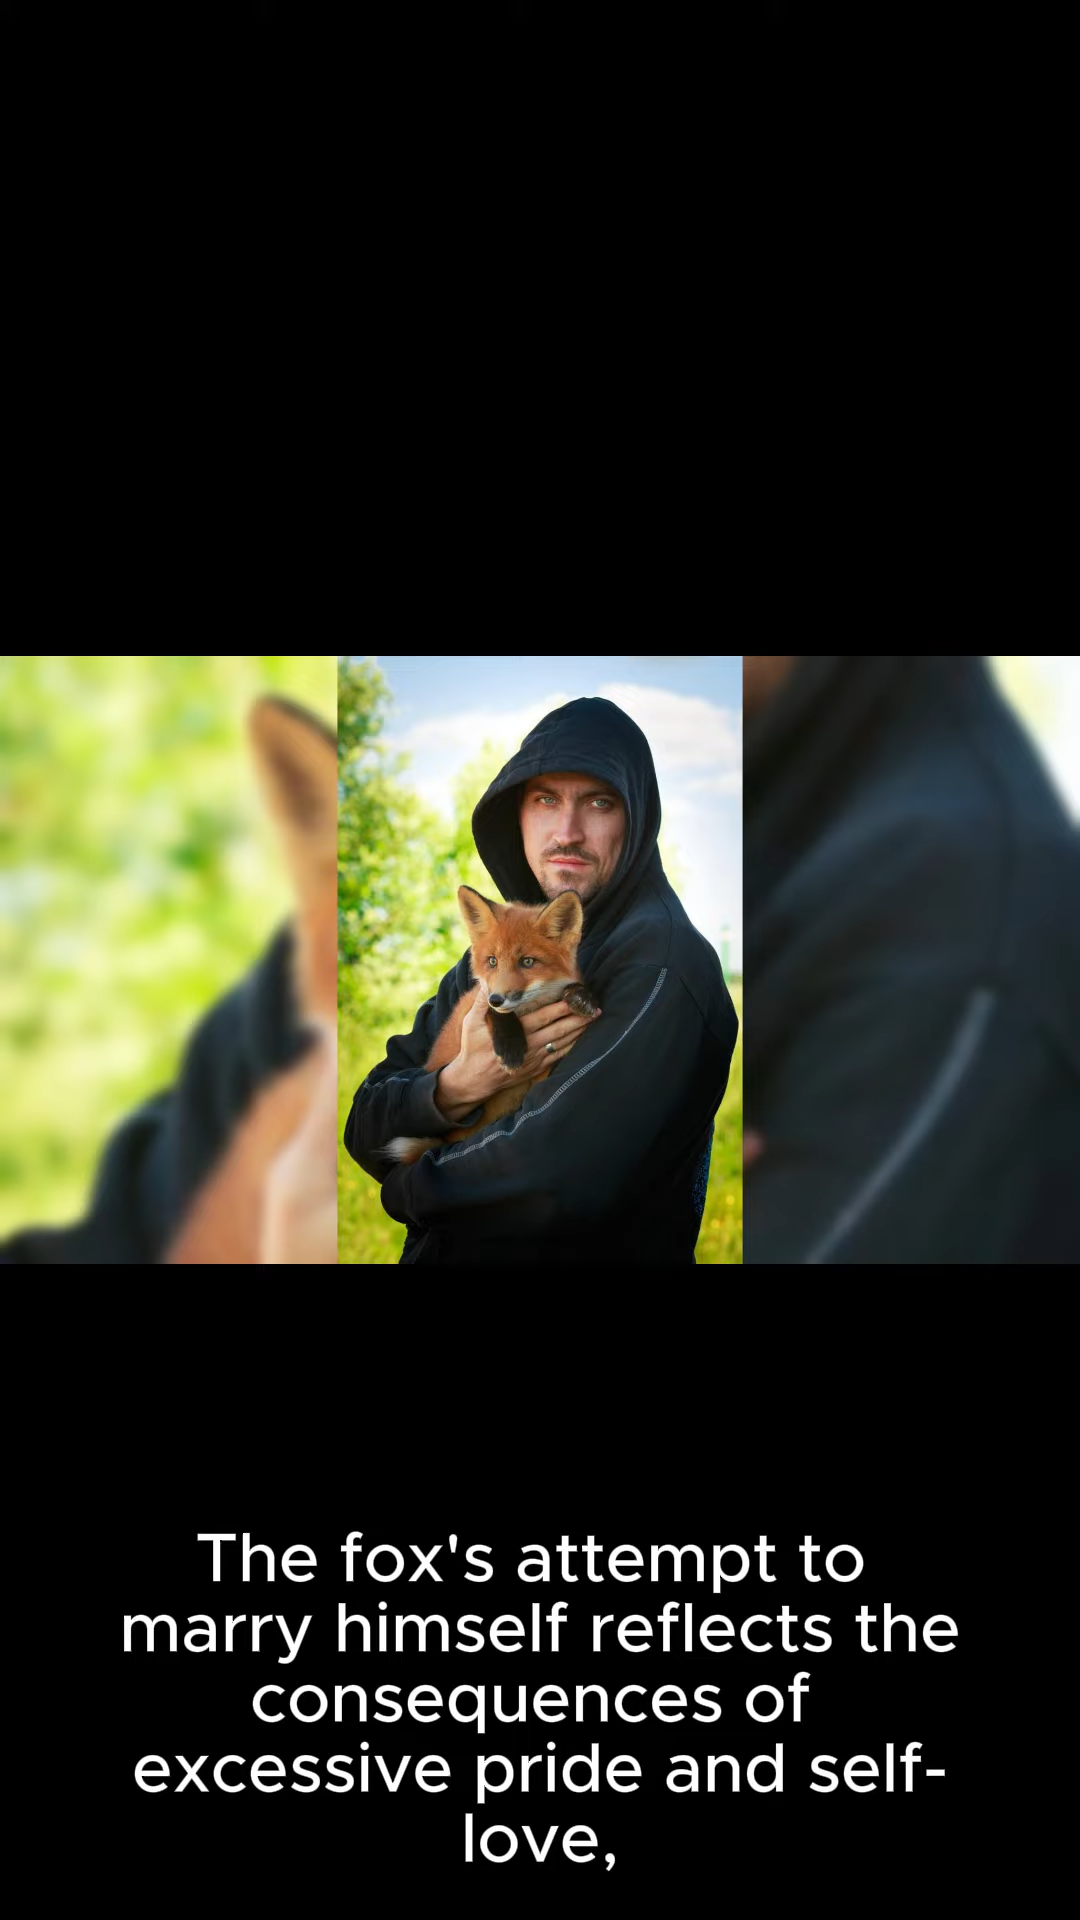 The fox's attempt to
marry himself reflects the
consequences of
excessive pride and self-
love,